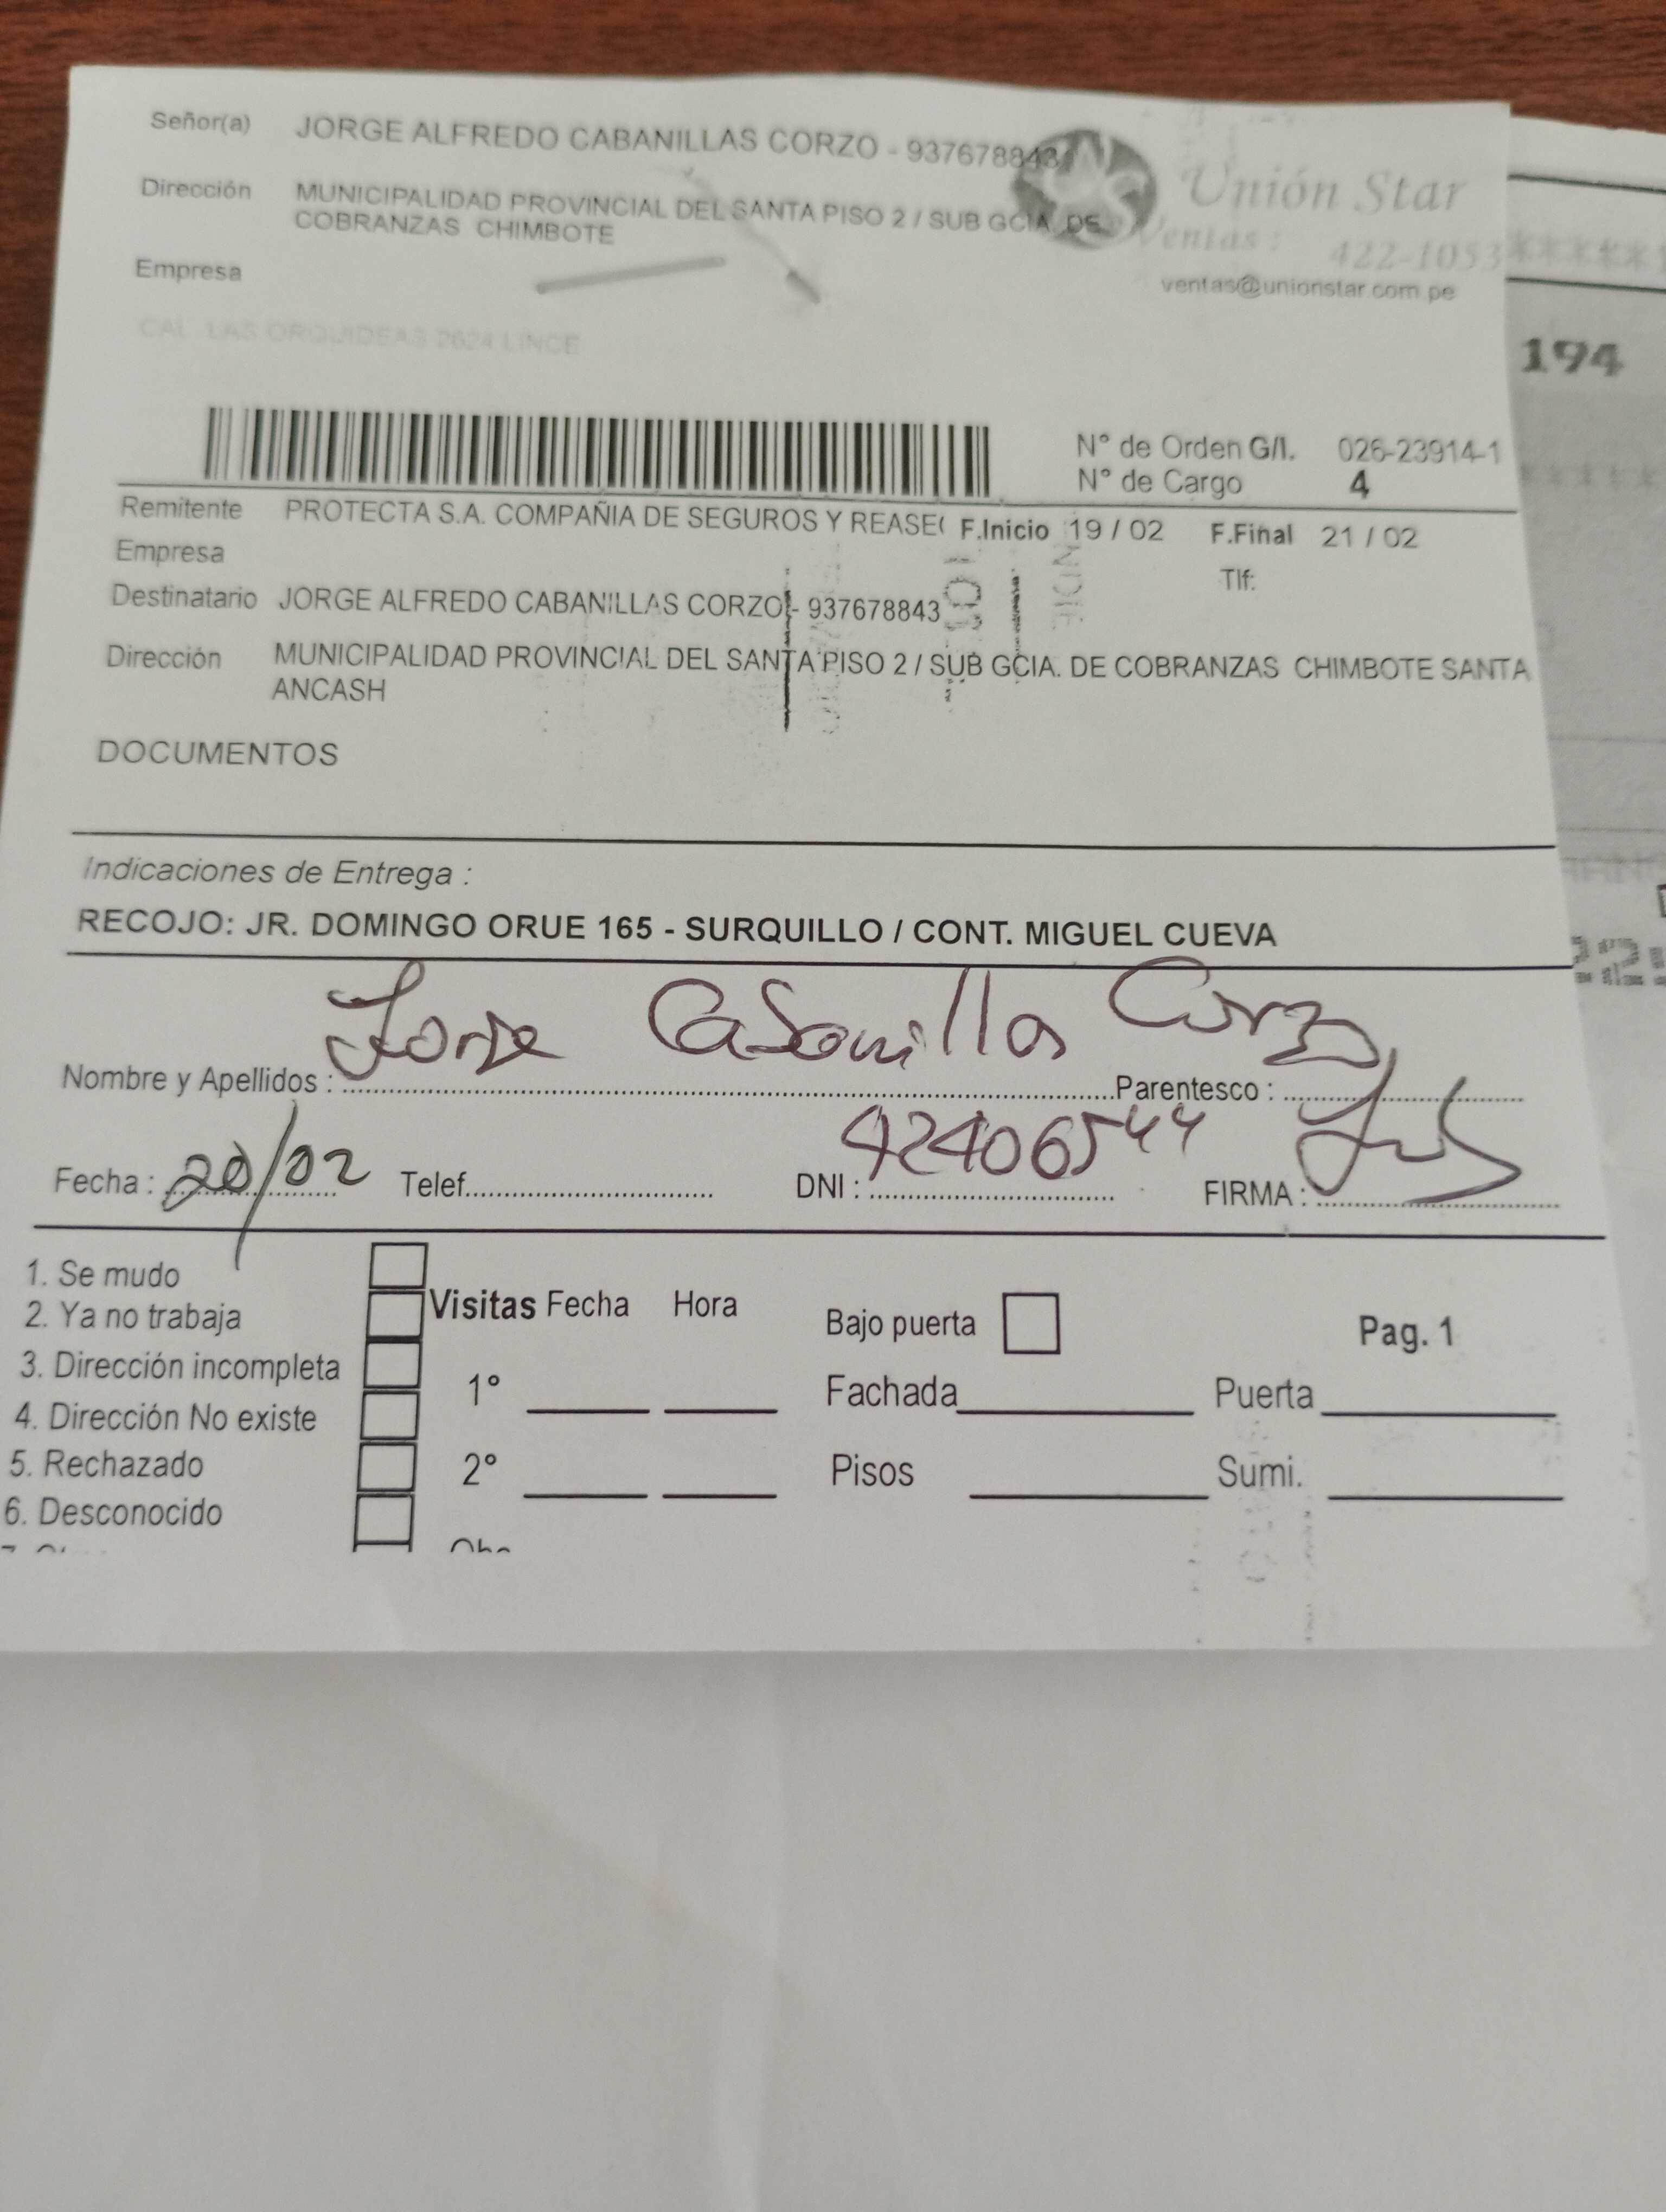 Señor(a) JORGE ALFREDO CABANILLAS CORZO - 937678843
Unión Star
Dirección MUNICIPALIDAD PROVINCIAL DEL SANTA PISO 2 / SUB GCIA. DE
COBRANZAS CHIMBOTE
Ventas : 422-1053
ventas@unionstar.com.pe
Empresa
CAL. LAS ORQUIDEAS 2624 LINCE
194
N° de Orden G/I. 026-23914-1
N° de Cargo 4
Remitente PROTECTA S.A. COMPAÑIA DE SEGUROS Y REASE( F.Inicio 19 / 02 F.Final 21 / 02
Empresa
Tlf:
Destinatario JORGE ALFREDO CABANILLAS CORZO - 937678843
Dirección MUNICIPALIDAD PROVINCIAL DEL SANTA PISO 2 / SUB GCIA. DE COBRANZAS CHIMBOTE SANTA
ANCASH
DOCUMENTOS
Indicaciones de Entrega :
RECOJO: JR. DOMINGO ORUE 165 - SURQUILLO / CONT. MIGUEL CUEVA
Nombre y Apellidos : Jorge Cabanillas Corzo Parentesco :
Fecha : 20/02 Telef. DNI : 42406544 FIRMA :
1. Se mudo
2. Ya no trabaja
3. Dirección incompleta
4. Dirección No existe
5. Rechazado
6. Desconocido
Visitas Fecha Hora
1°
2°
Bajo puerta
Pag. 1
Fachada Puerta
Pisos Sumi.